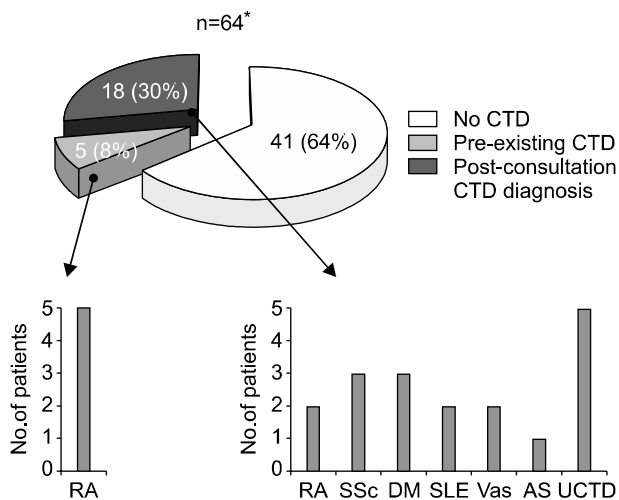 n=64*
18 (30%)
5 (8%)
41 (64%)
No CTD
Pre-existing CTD
Post-consultation
CTD diagnosis
No.of patients
5
4
3
2
1
0
RA
No.of patients
5
4
3
2
1
0
RA SSc DM SLE Vas AS UCTD